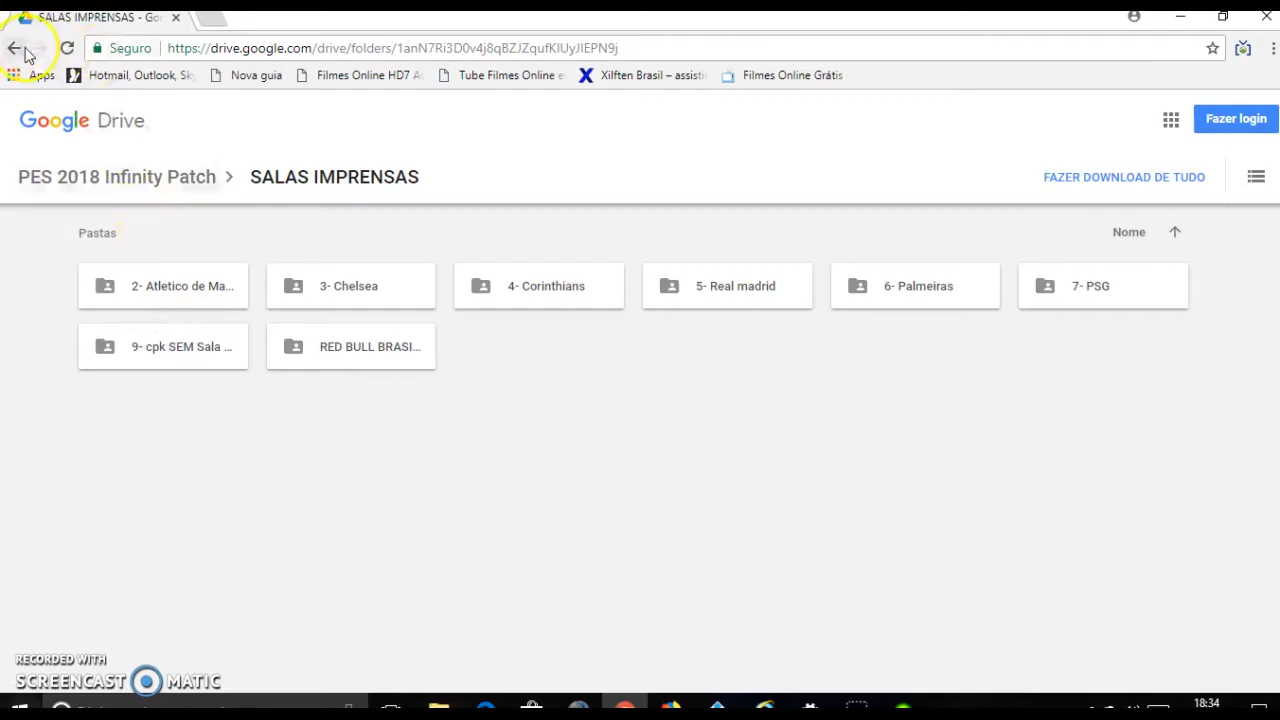 SALAS IMPRENSAS - Goo
Seguro
https://drive.google.com/drive/folders/1anN7Ri3D0v4j8qBZJZqufKIUyJIEPN9j
Apps
Hotmail, Outlook, Sk
Nova guia
Filmes Online HD7 A
Tube Filmes Online e
Xilften Brasil – assisti
Filmes Online Grátis
Google Drive
Fazer login
PES 2018 Infinity Patch > SALAS IMPRENSAS
FAZER DOWNLOAD DE TUDO
Pastas
Nome
2- Atletico de Ma...
3- Chelsea
4- Corinthians
5- Real madrid
6- Palmeiras
7- PSG
9- cpk SEM Sala ...
RED BULL BRASI...
RECORDED WITH
SCREENCAST MATIC
18:34